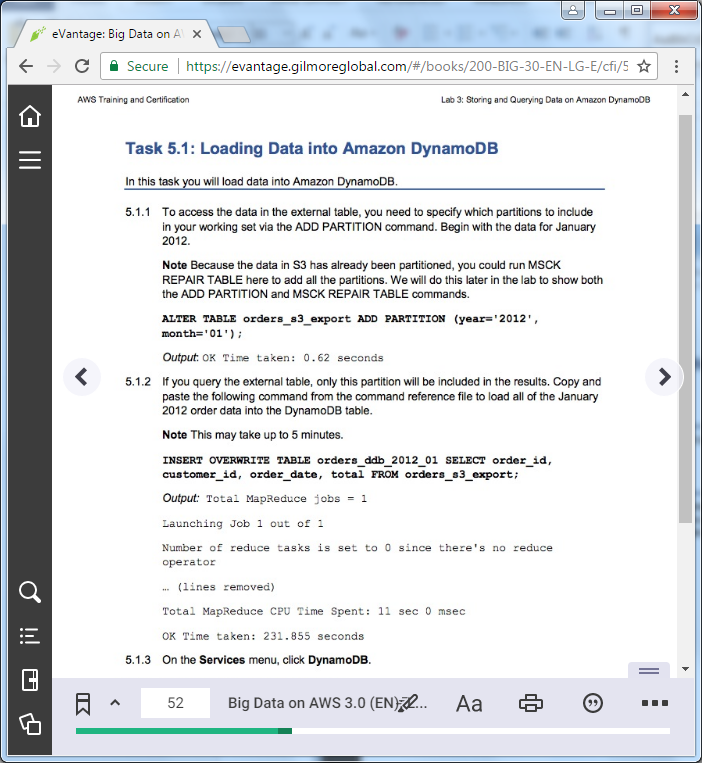 eVantage: Big Data on A
Secure
https://evantage.gilmoreglobal.com/#/books/200-BIG-30-EN-LG-E/cfi/5
AWS Training and Certification
Lab 3: Storing and Querying Data on Amazon DynamoDB
Task 5.1: Loading Data into Amazon DynamoDB
In this task you will load data into Amazon DynamoDB.
5.1.1 To access the data in the external table, you need to specify which partitions to include
in your working set via the ADD PARTITION command. Begin with the data for January
2012.
Note Because the data in S3 has already been partitioned, you could run MSCK
REPAIR TABLE here to add all the partitions. We will do this later in the lab to show both
the ADD PARTITION and MSCK REPAIR TABLE commands.
ALTER TABLE orders_s3_export ADD PARTITION (year='2012',
month='01');
Output: OK Time taken: 0.62 seconds
5.1.2 If you query the external table, only this partition will be included in the results. Copy and
paste the following command from the command reference file to load all of the January
2012 order data into the DynamoDB table.
Note This may take up to 5 minutes.
INSERT OVERWRITE TABLE orders_ddb_2012_01 SELECT order_id,
customer_id, order_date, total FROM orders_s3_export;
Output: Total MapReduce jobs = 1
Launching Job 1 out of 1
Number of reduce tasks is set to 0 since there's no reduce
operator
… (lines removed)
Total MapReduce CPU Time Spent: 11 sec 0 msec
OK Time taken: 231.855 seconds
5.1.3 On the Services menu, click DynamoDB.
52
Big Data on AWS 3.0 (EN)
Aa